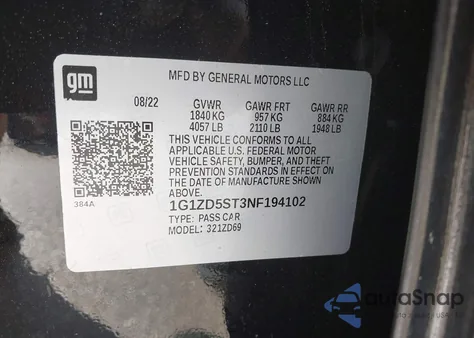 gm
MFD BY GENERAL MOTORS LLC
08/22 GVWR GAWR FRT GAWR RR
1840 KG 957 KG 884 KG
4057 LB 2110 LB 1948 LB
THIS VEHICLE CONFORMS TO ALL
APPLICABLE U.S. FEDERAL MOTOR
VEHICLE SAFETY, BUMPER, AND THEFT
PREVENTION STANDARDS IN EFFECT ON
THE DATE OF MANUFACTURE SHOWN
ABOVE.
384A
1G1ZD5ST3NF194102
TYPE: PASS CAR
MODEL: 321ZD69
AutoSnap